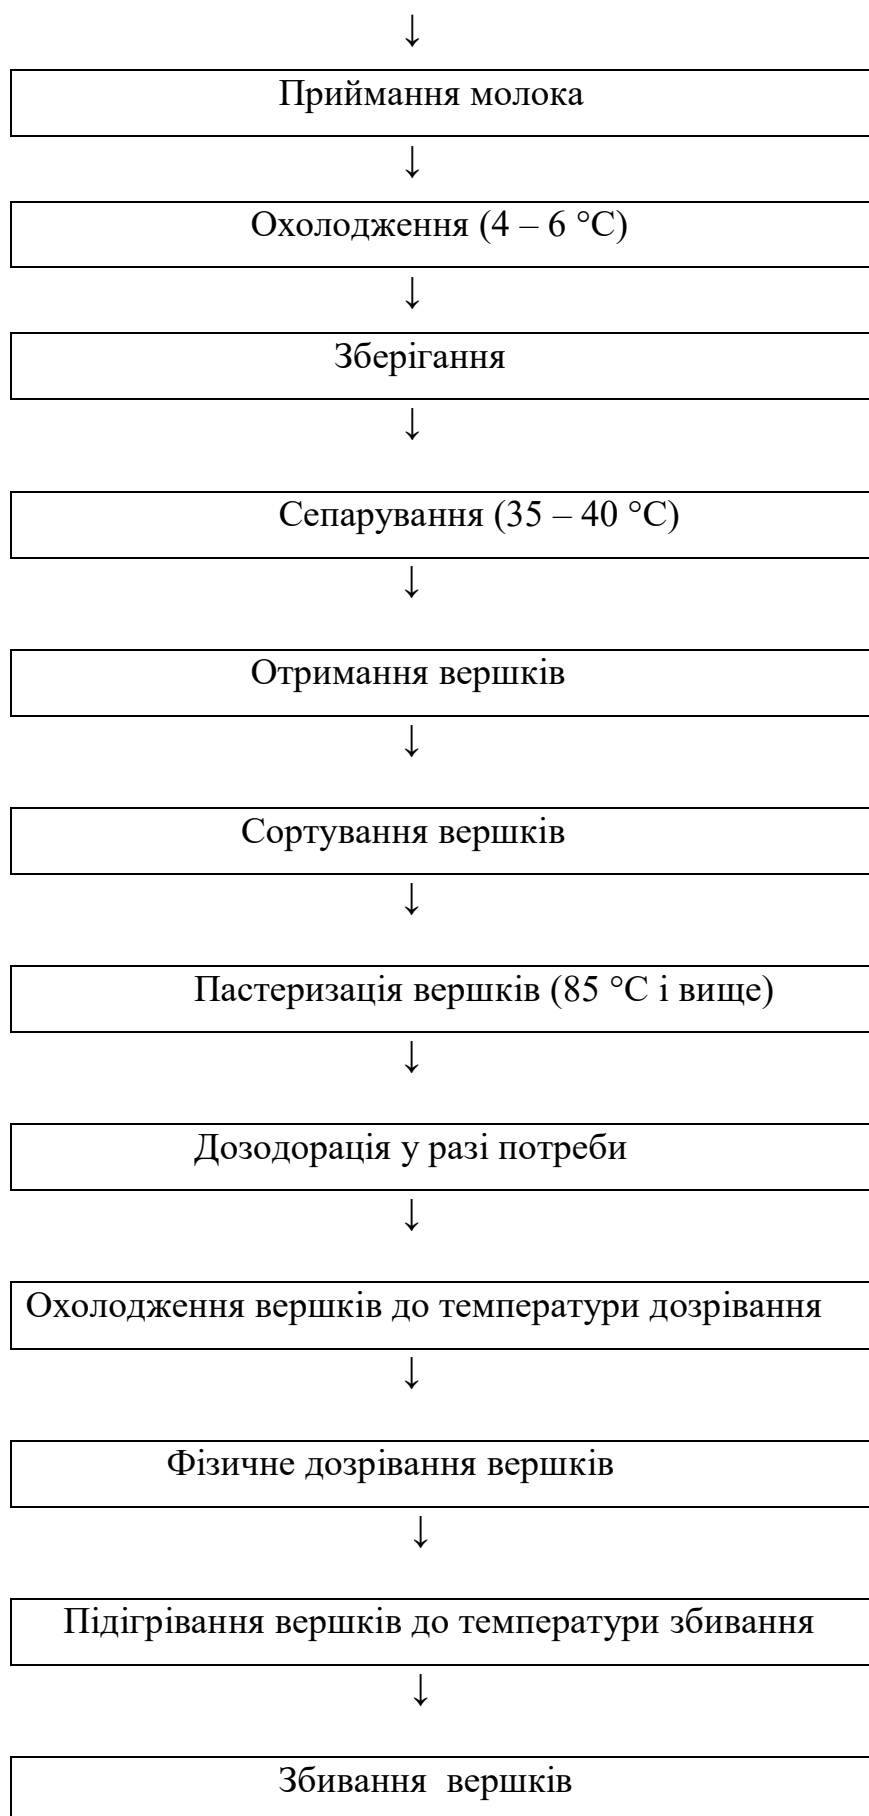 ↓
Приймання молока
↓
Охолодження (4 – 6 °С)
↓
Зберігання
↓
Сепарування (35 – 40 °С)
↓
Отримання вершків
↓
Сортування вершків
↓
Пастеризація вершків (85 °С і вище)
↓
Дозодорація у разі потреби
↓
Охолодження вершків до температури дозрівання
↓
Фізичне дозрівання вершків
↓
Підігрівання вершків до температури збивання
↓
Збивання вершків